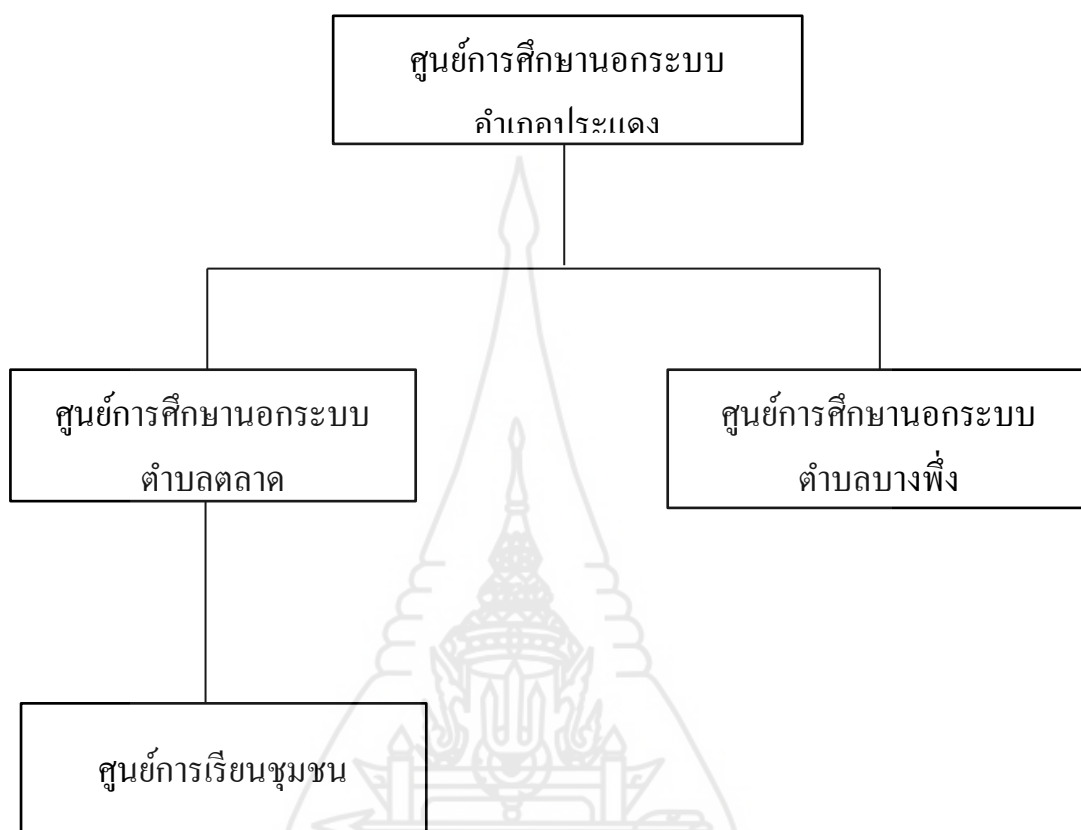 ศูนย์การศึกษานอกระบบ
อำเภอประแดง
ศูนย์การศึกษานอกระบบ
ตำบลตลาด
ศูนย์การศึกษานอกระบบ
ตำบลบางพึ่ง
ศูนย์การเรียนชุมชน